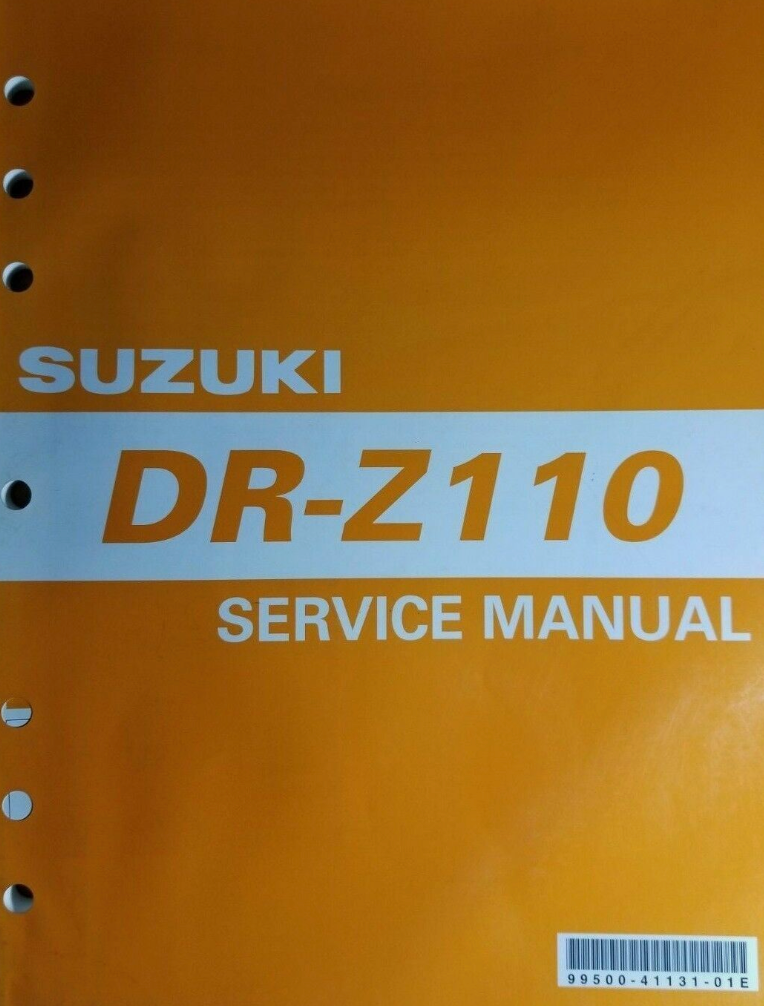 SUZUKI
DR-Z110
SERVICE MANUAL
99500-41131-01E